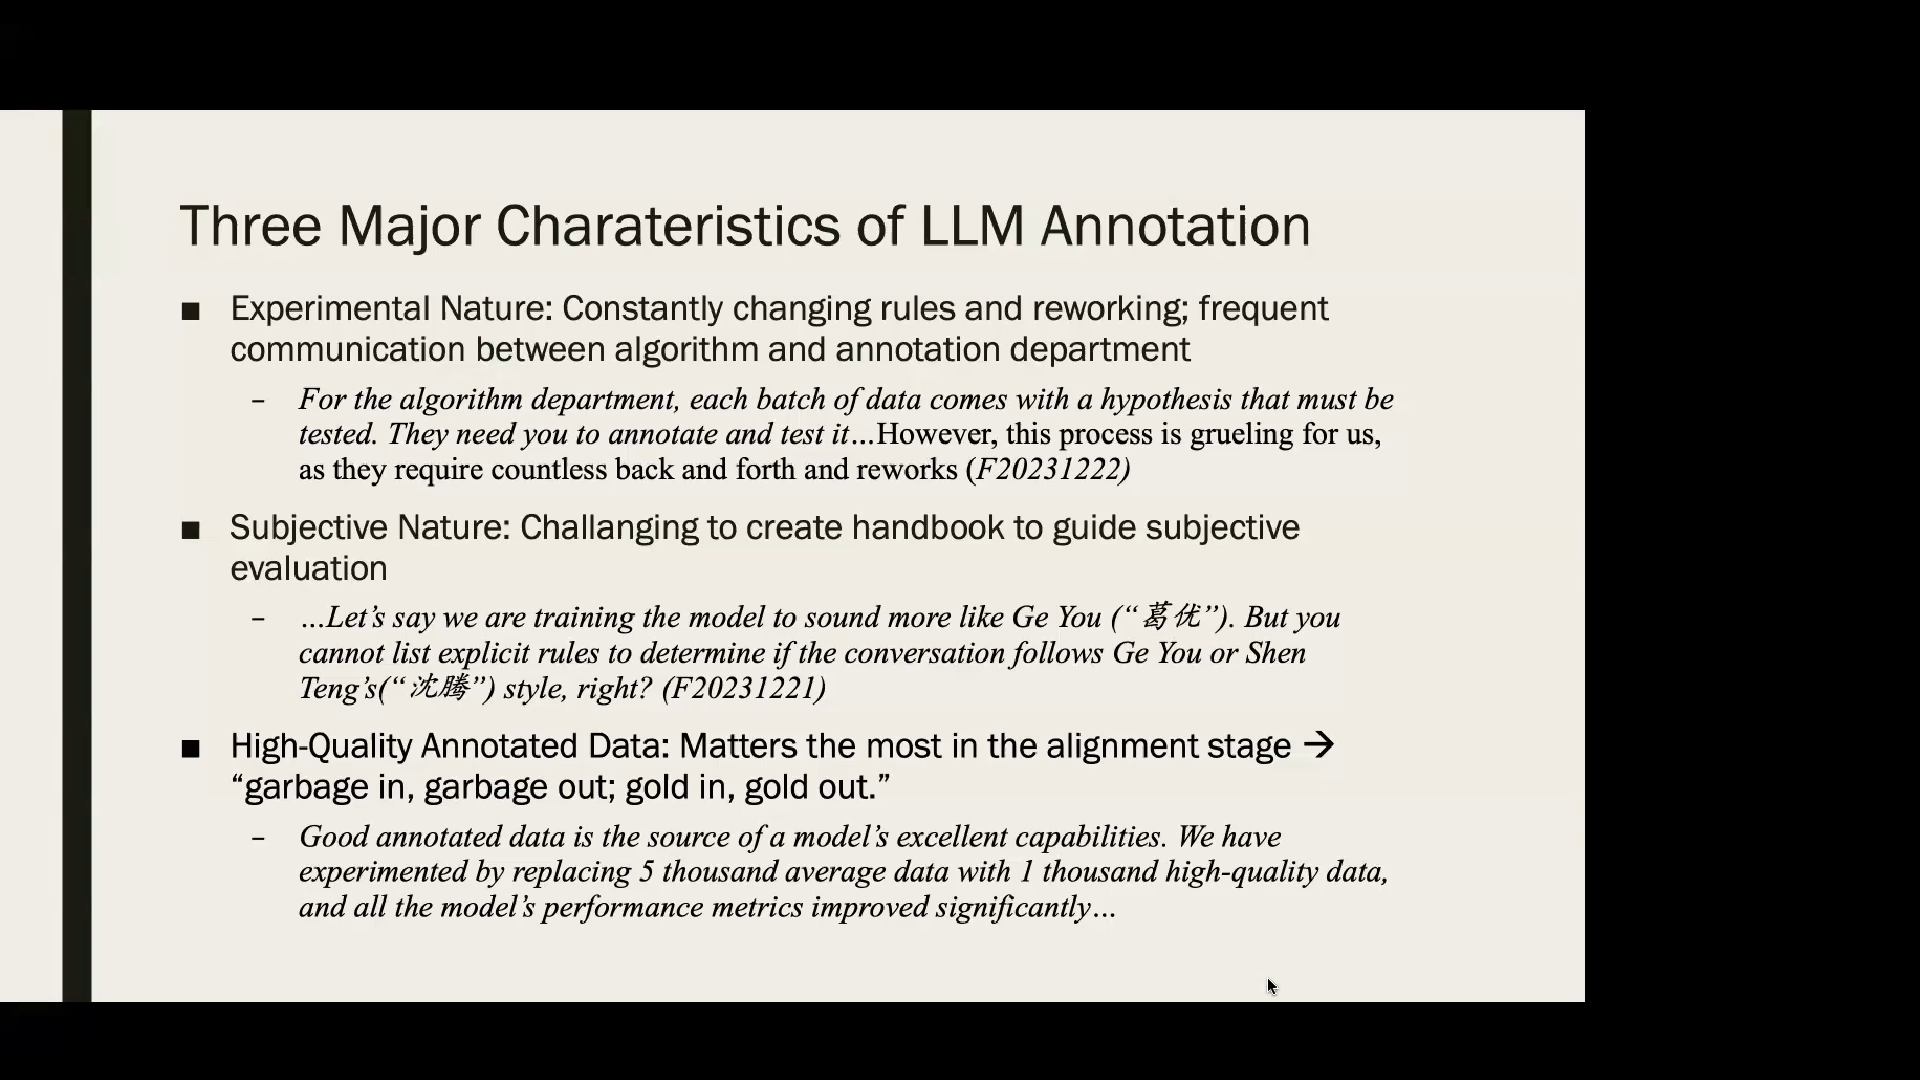 Three Major Charateristics of LLM Annotation
■ Experimental Nature: Constantly changing rules and reworking; frequent
communication between algorithm and annotation department
– For the algorithm department, each batch of data comes with a hypothesis that must be
tested. They need you to annotate and test it…However, this process is grueling for us,
as they require countless back and forth and reworks (F20231222)
■ Subjective Nature: Challanging to create handbook to guide subjective
evaluation
– …Let’s say we are training the model to sound more like Ge You (“葛优”). But you
cannot list explicit rules to determine if the conversation follows Ge You or Shen
Teng’s(“沈腾”) style, right? (F20231221)
■ High-Quality Annotated Data: Matters the most in the alignment stage →
“garbage in, garbage out; gold in, gold out.”
– Good annotated data is the source of a model’s excellent capabilities. We have
experimented by replacing 5 thousand average data with 1 thousand high-quality data,
and all the model’s performance metrics improved significantly…